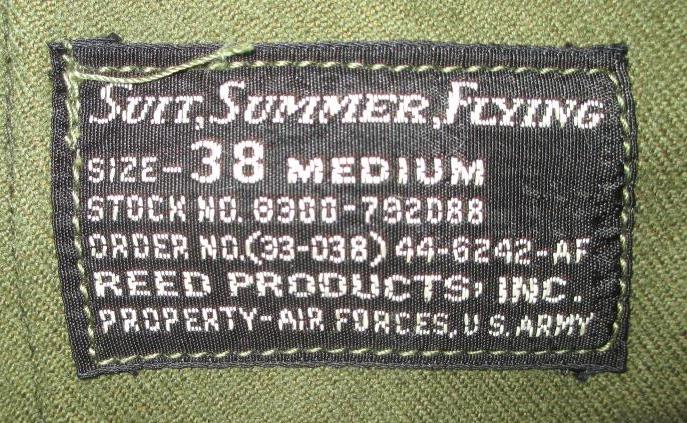 SUIT, SUMMER, FLYING
SIZE-38 MEDIUM
STOCK NO. 8300-792088
ORDER NO.(33-038) 44-6242-AF
REED PRODUCTS, INC.
PROPERTY-AIR FORCES, U.S. ARMY